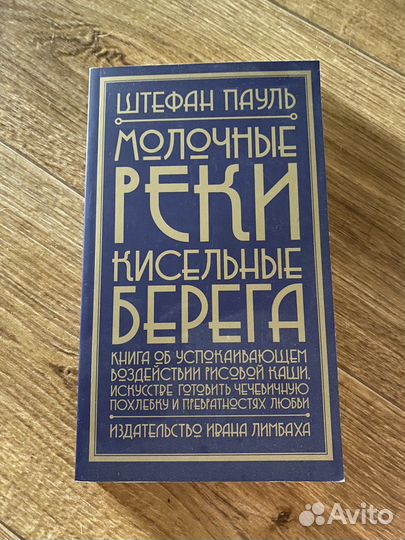 ШТЕФАН ПАУЛЬ
МОЛОЧНЫЕ
РЕКИ
КИСЕЛЬНЫЕ
БЕРЕГА
КНИГА ОБ УСПОКАИВАЮЩЕМ
ВОЗДЕЙСТВИИ РИСОВОЙ КАШИ,
ИСКУССТВЕ ГОТОВИТЬ ЧЕЧЕВИЧНУЮ
ПОХЛЕБКУ И ПРЕВРАТНОСТЯХ ЛЮБВИ
ИЗДАТЕЛЬСТВО ИВАНА ЛИМБАХА
Avito